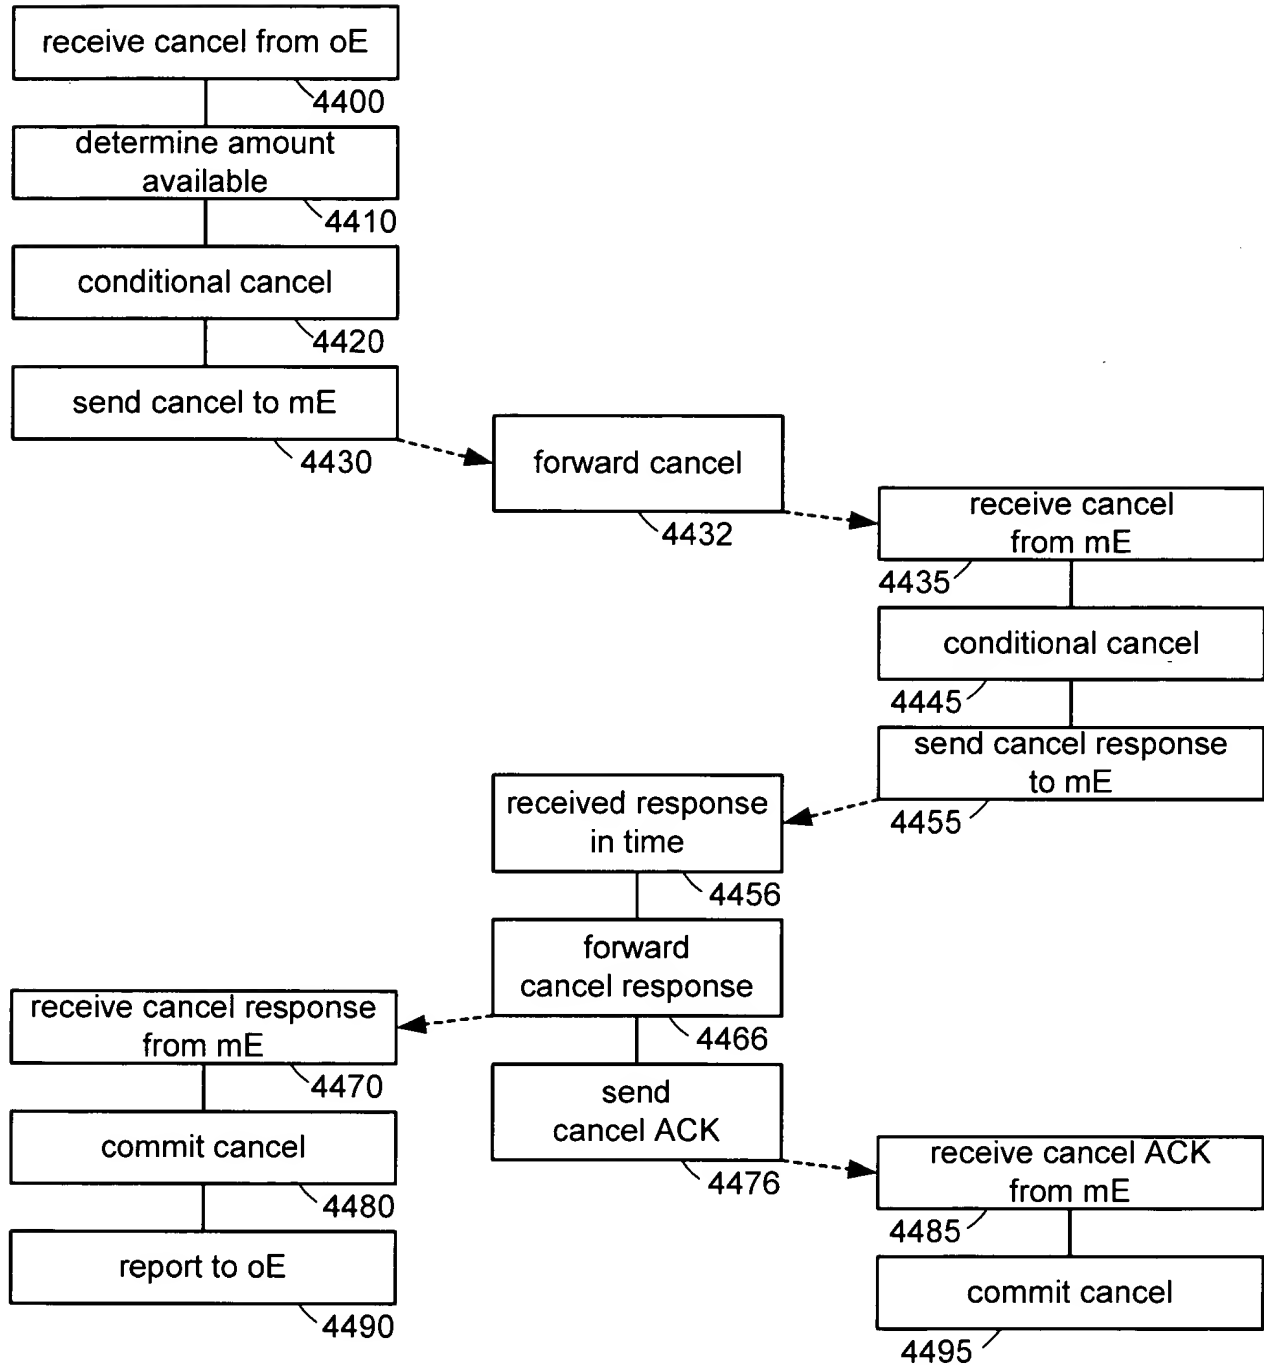 receive cancel from oE
4400
determine amount
available
4410
conditional cancel
4420
send cancel to mE
4430
forward cancel
4432
receive cancel
from mE
4435
conditional cancel
4445
send cancel response
to mE
4455
received response
in time
4456
forward
cancel response
4466
receive cancel response
from mE
4470
send
cancel ACK
4476
commit cancel
4480
receive cancel ACK
from mE
4485
report to oE
4490
commit cancel
4495